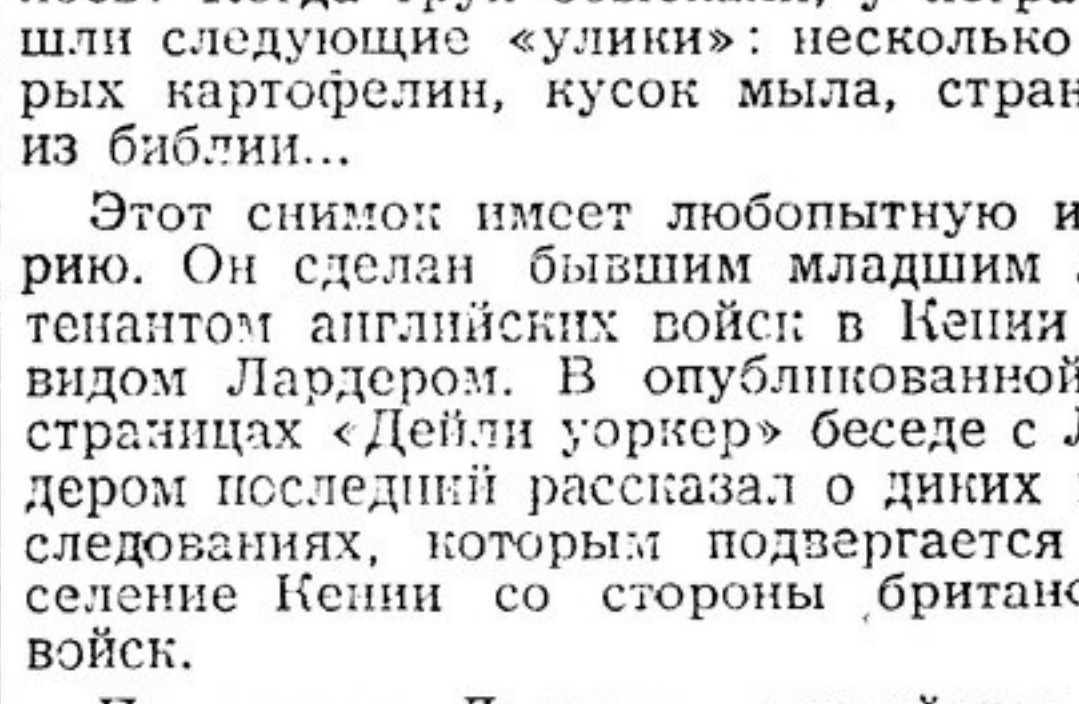 шли следующие «улики»: несколько
рых картофелин, кусок мыла, стран
из библии...
Этот снимок имеет любопытную и
рию. Он сделан бывшим младшим
тенантом английских войск в Кении
видом Лардером. В опубликованной
страницах «Дейли уоркер» беседе с Л
дером последний рассказал о диких
следованиях, которым подвергается
селение Кении со стороны британс
войск.